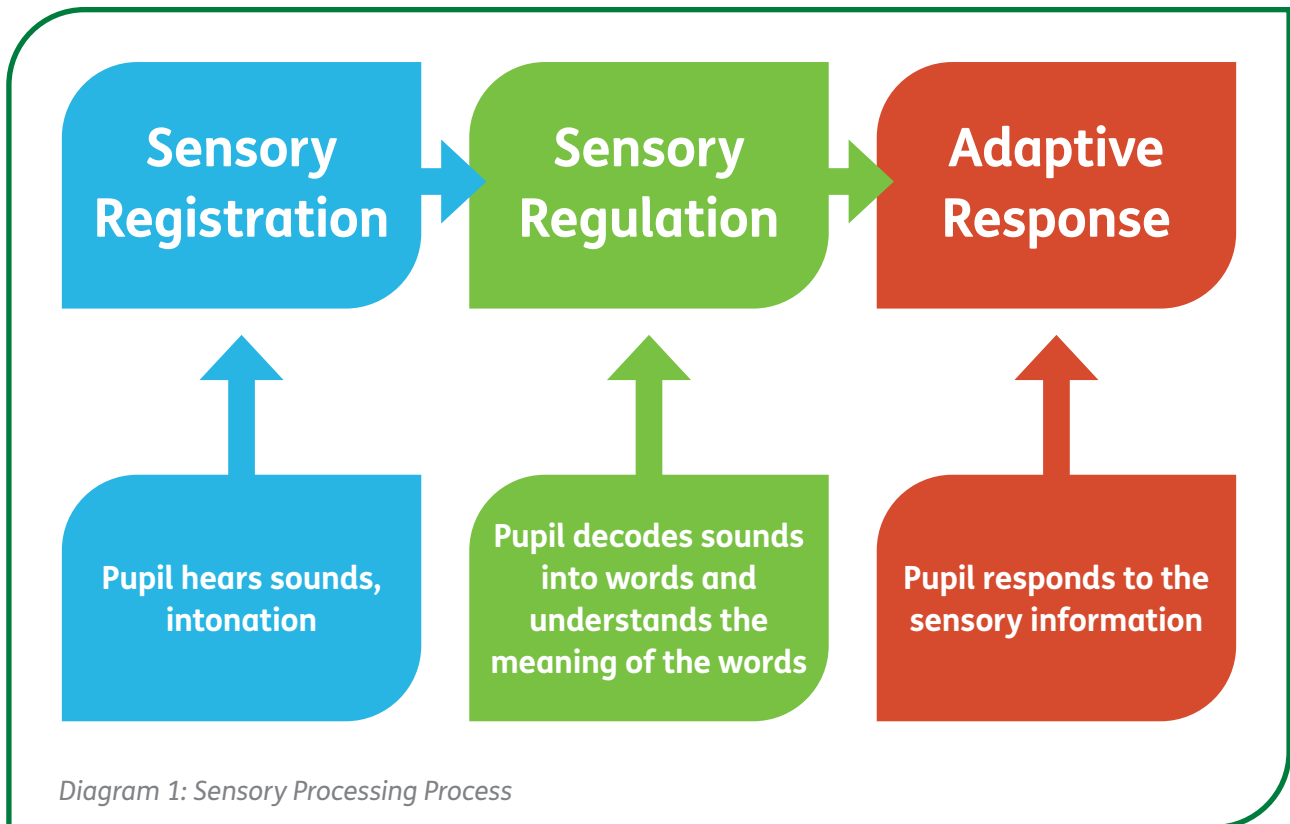 Sensory
Registration
Sensory
Regulation
Adaptive
Response
Pupil hears sounds,
intonation
Pupil decodes sounds
into words and
understands the
meaning of the words
Pupil responds to the
sensory information
Diagram 1: Sensory Processing Process